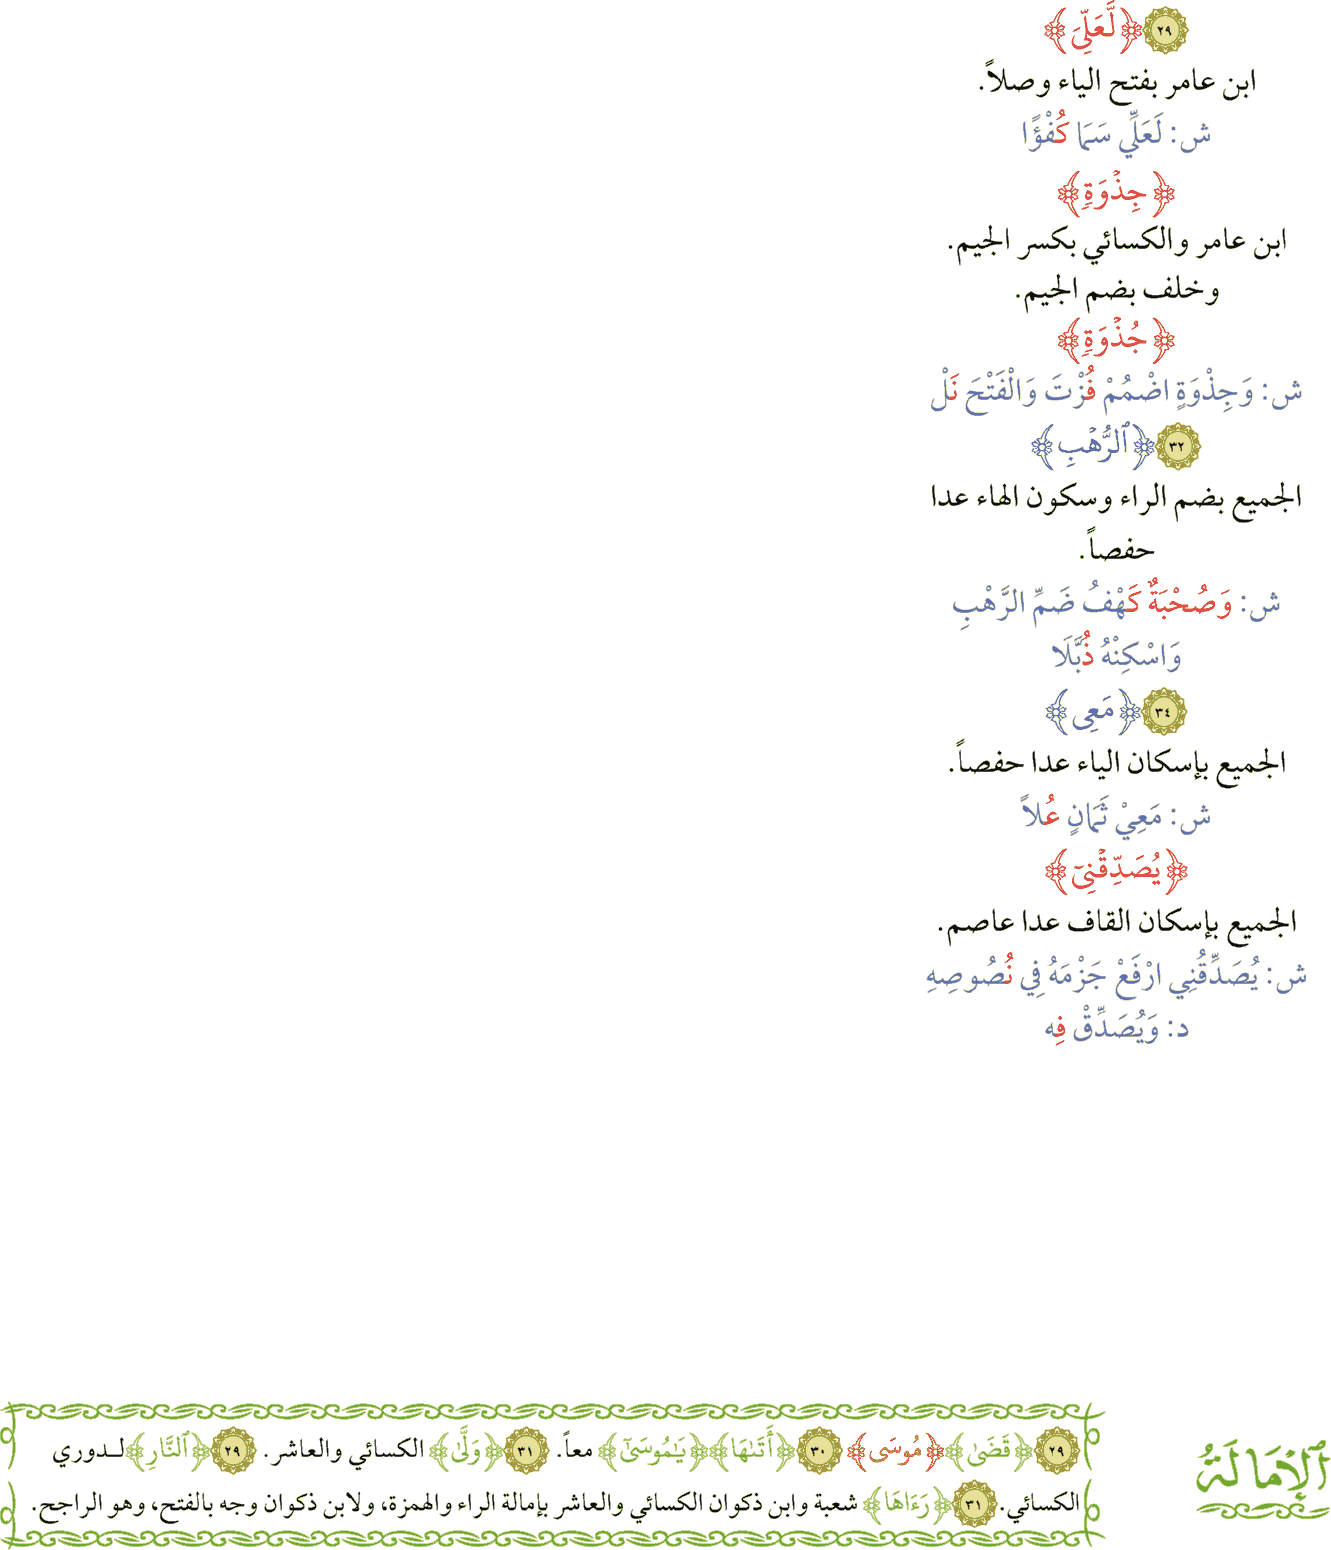 ٢٩ ﴿لَّعَلِّيَ﴾
ابن عامر بفتح الياء وصلاً.
ش: لَعَلِّي سَمَا كُفْؤًا
﴿جِذْوَةٖ﴾
ابن عامر والكسائي بكسر الجيم.
وخلف بضم الجيم.
﴿جُذْوَةٖ﴾
ش: وَجِذْوَةٍ اضْمُمْ فُزْتَ وَالْفَتْحَ نَلْ
٣٢ ﴿ٱلرُّهْبِ﴾
الجميع بضم الراء وسكون الهاء عدا
حفصاً.
ش: وَصُحْبَةٌ كَهْفُ ضَمِّ الرَّهْبِ
وَاسْكِنْهُ ذُبَّلَا
٣٤ ﴿مَعِي﴾
الجميع بإسكان الياء عدا حفصاً.
ش: مَعِيْ ثَمَانٍ عُلاً
﴿يُصَدِّقْنِيٓ﴾
الجميع بإسكان القاف عدا عاصم.
ش: يُصَدِّقُنِي ارْفَعْ جَزْمَهُ فِي نُصُوصِهِ
د: وَيُصَدِّقْ فِه
ٱلْإِمَالَةُ
٢٩ ﴿قَضَىٰ﴾ ﴿مُوسَى﴾ ٣٠ ﴿أَتَىٰهَا﴾ ﴿يَٰمُوسَىٰٓ﴾ معاً. ٣١ ﴿وَلَّىٰ﴾ الكسائي والعاشر. ٢٩ ﴿ٱلنَّارِ﴾ لـدوري
الكسائي. ٣١ ﴿رَءَاهَا﴾ شعبة وابن ذكوان الكسائي والعاشر بإمالة الراء والهمزة، ولابن ذكوان وجه بالفتح، وهو الراجح.